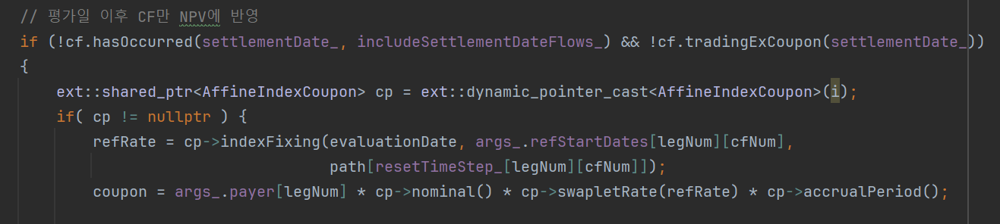 // 평가일 이후 CF만 NPV에 반영
if (!cf.hasOccurred(settlementDate_, includeSettlementDateFlows_) && !cf.tradingExCoupon(settlementDate_))
{
ext::shared_ptr<AffineIndexCoupon> cp = ext::dynamic_pointer_cast<AffineIndexCoupon>(i);
if( cp != nullptr ) {
refRate = cp->indexFixing(evaluationDate, args_.refStartDates[legNum][cfNum],
path[resetTimeStep_[legNum][cfNum]]);
coupon = args_.payer[legNum] * cp->nominal() * cp->swapletRate(refRate) * cp->accrualPeriod();